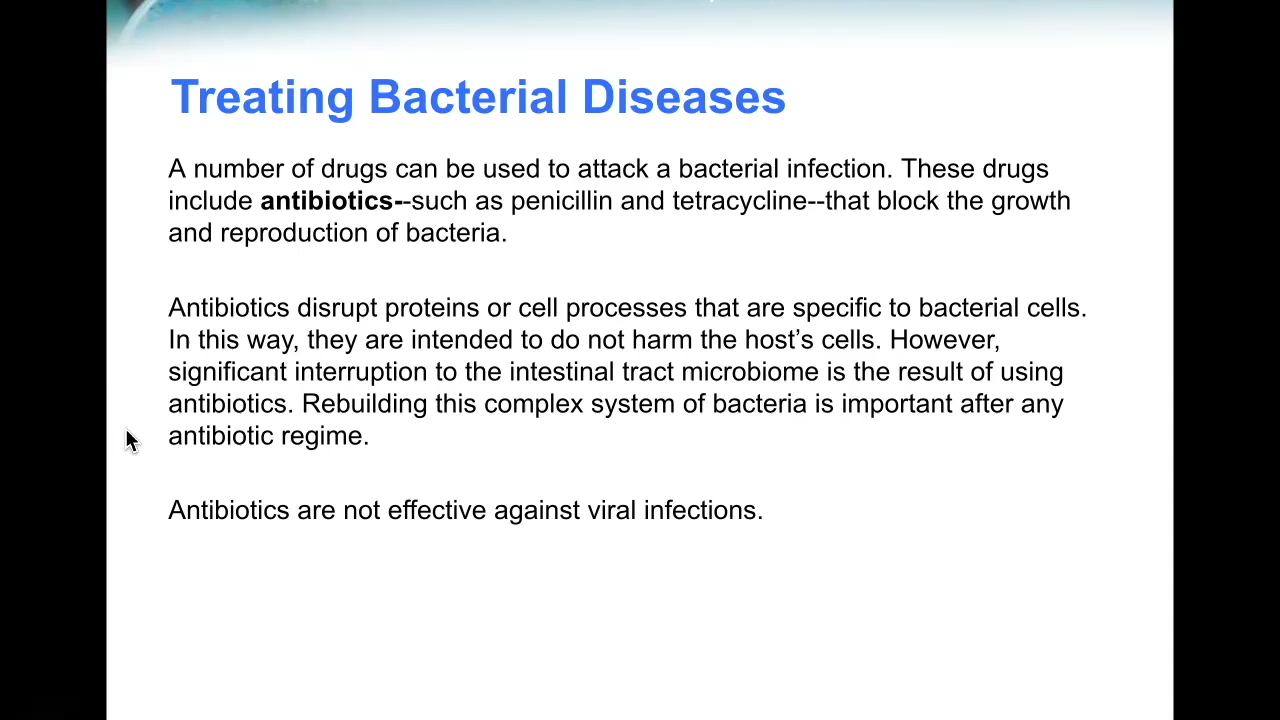 Treating Bacterial Diseases
A number of drugs can be used to attack a bacterial infection. These drugs
include antibiotics--such as penicillin and tetracycline--that block the growth
and reproduction of bacteria.
Antibiotics disrupt proteins or cell processes that are specific to bacterial cells.
In this way, they are intended to do not harm the host’s cells. However,
significant interruption to the intestinal tract microbiome is the result of using
antibiotics. Rebuilding this complex system of bacteria is important after any
antibiotic regime.
Antibiotics are not effective against viral infections.